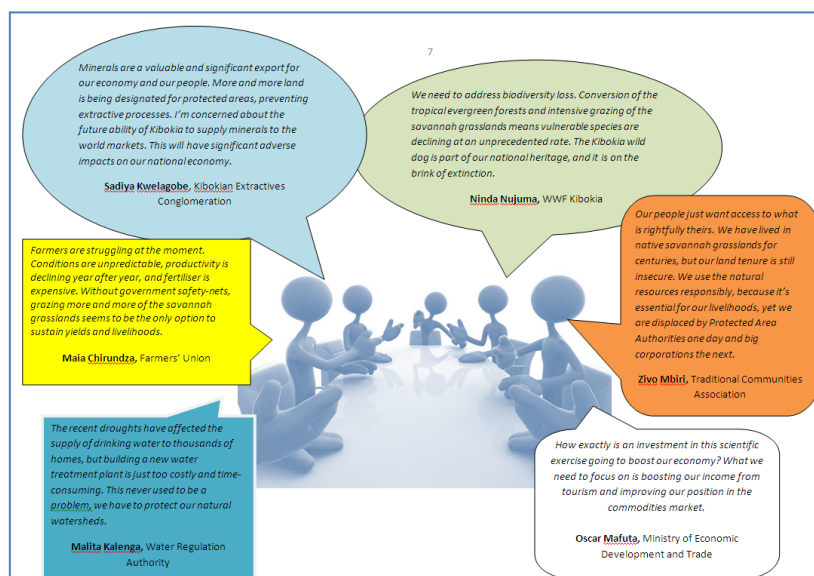 7
Minerals are a valuable and significant export for
our economy and our people. More and more land
is being designated for protected areas, preventing
extractive processes. I'm concerned about the
future ability of Kibokia to supply minerals to the
world markets. This will have significant adverse
impacts on our national economy.
Sadiya Kwelagobe, Kibokian Extractives
Conglomeration
We need to address biodiversity loss. Conversion of the
tropical evergreen forests and intensive grazing of the
savannah grasslands means vulnerable species are
declining at an unprecedented rate. The Kibokia wild
dog is part of our national heritage, and it is on the
brink of extinction.
Ninda Nujuma, WWF Kibokia
Our people just want access to what
is rightfully theirs. We have lived in
native savannah grasslands for
centuries, but our land tenure is still
insecure. We use the natural
resources responsibly, because it's
essential for our livelihoods, yet we
are displaced by Protected Area
Authorities one day and big
corporations the next.
Zivo Mbiri, Traditional Communities
Association
Farmers are struggling at the moment.
Conditions are unpredictable, productivity is
declining year after year, and fertiliser is
expensive. Without government safety-nets,
grazing more and more of the savannah
grasslands seems to be the only option to
sustain yields and livelihoods.
Maia Chirundza, Farmers' Union
The recent droughts have affected the
supply of drinking water to thousands of
homes, but building a new water
treatment plant is just too costly and time-
consuming. This never used to be a
problem, we have to protect our natural
watersheds.
Malita Kalenga, Water Regulation
Authority
How exactly is an investment in this scientific
exercise going to boost our economy? What we
need to focus on is boosting our income from
tourism and improving our position in the
commodities market.
Oscar Mafuta, Ministry of Economic
Development and Trade